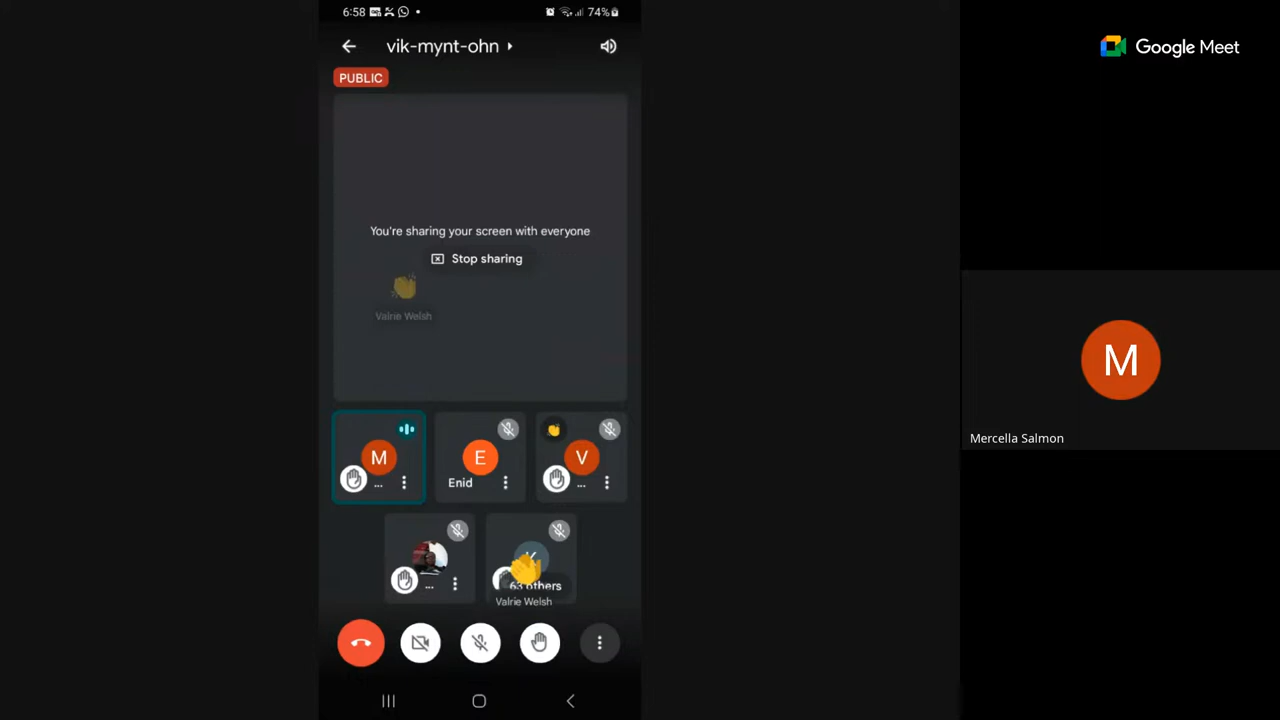 6:58
74%
vik-mynt-ohn
PUBLIC
Google Meet
You're sharing your screen with everyone
Stop sharing
Valrie Welsh
M
...
E
Enid
V
...
...
63 others
Valrie Welsh
M
Mercella Salmon